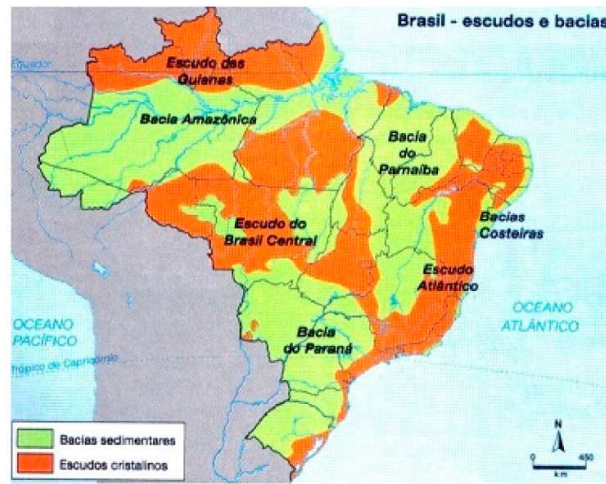 Brasil - escudos e bacias
Equador
Escudo das
Guianas
Bacia Amazônica
Bacia
do
Parnaíba
Bacias
Costeiras
Escudo do
Brasil Central
Escudo
Atlântico
OCEANO
PACÍFICO
OCEANO
ATLÂNTICO
Bacia
do Paraná
Trópico de Capricórnio
Bacias sedimentares
Escudos cristalinos
N
0 450
km